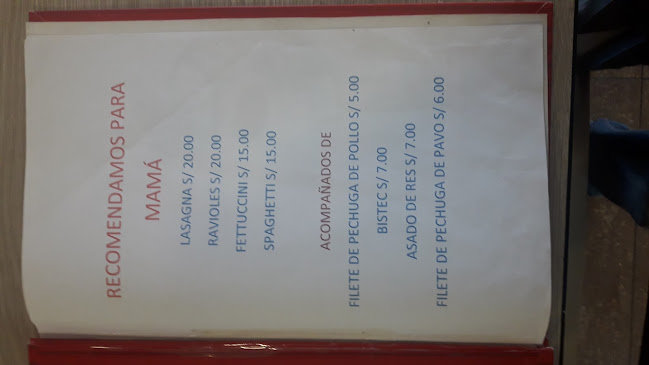 RECOMENDAMOS PARA
MAMÁ
LASAGNA S/ 20.00
RAVIOLES S/ 20.00
FETTUCCINI S/ 15.00
SPAGHETTI S/ 15.00
ACOMPAÑADOS DE
FILETE DE PECHUGA DE POLLO S/ 5.00
BISTEC S/ 7.00
ASADO DE RES S/ 7.00
FILETE DE PECHUGA DE PAVO S/ 6.00